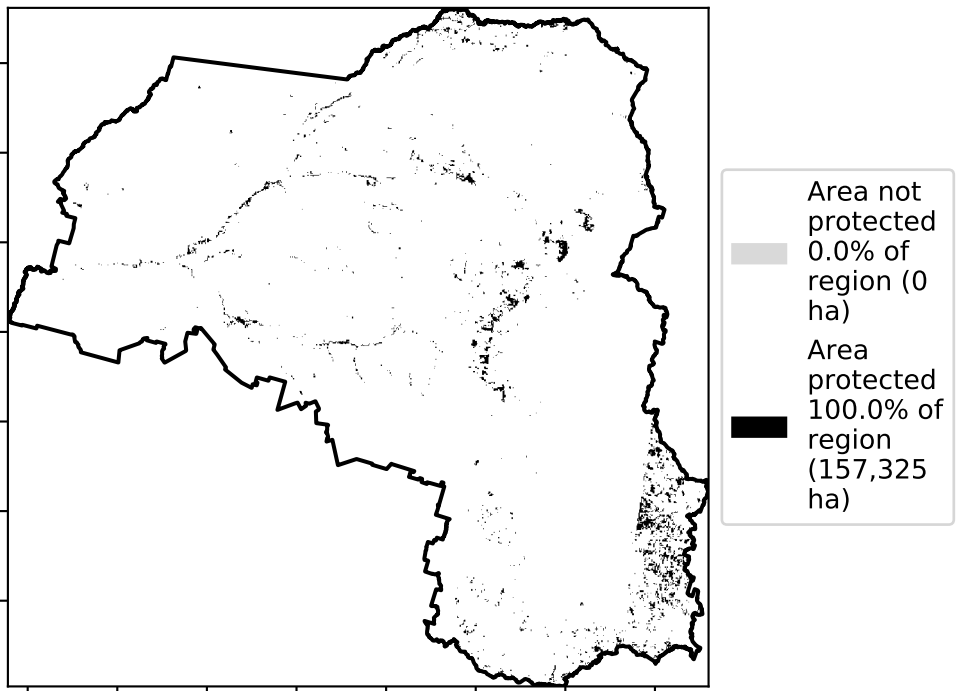 Area not
protected
0.0% of
region (0
ha)
Area
protected
100.0% of
region
(157,325
ha)